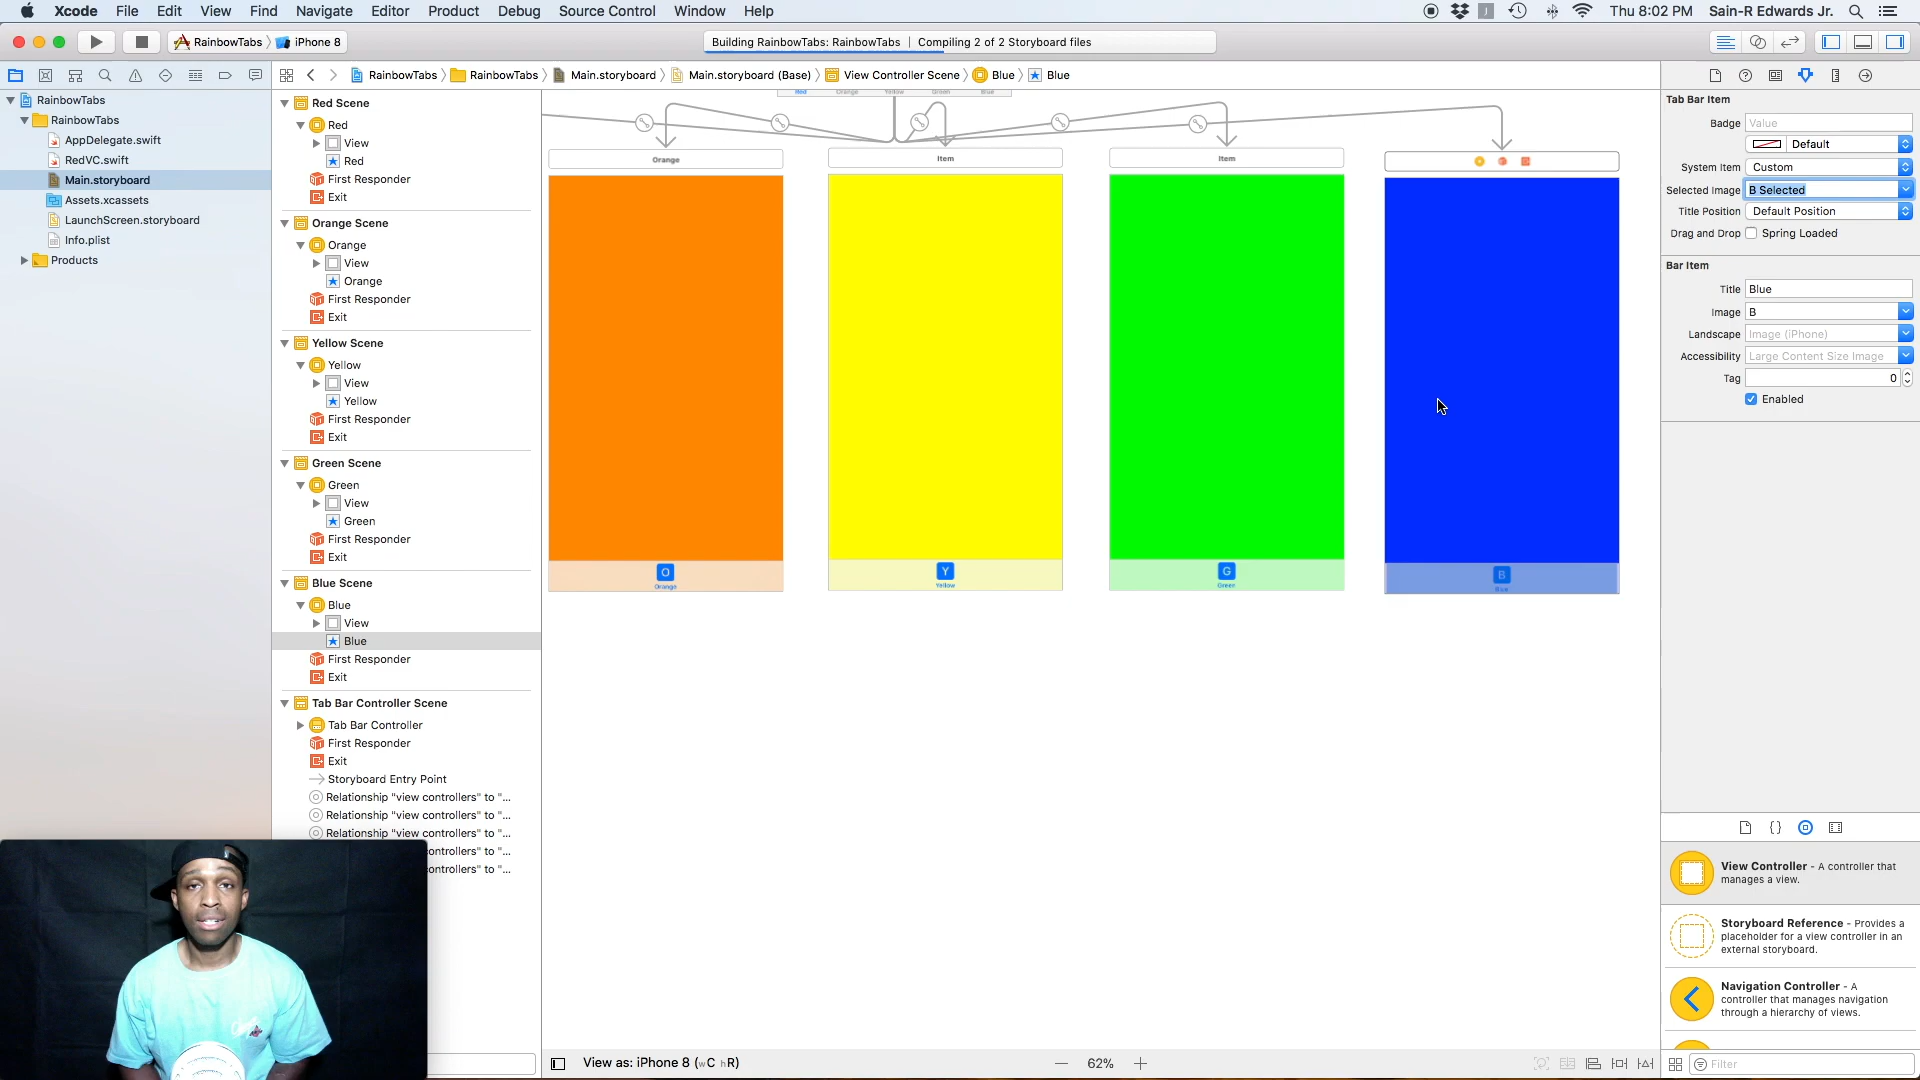 Xcode File Edit View Find Navigate Editor Product Debug Source Control Window Help
Thu 8:02 PM Sain-R Edwards Jr.
RainbowTabs iPhone 8
Building RainbowTabs: RainbowTabs | Compiling 2 of 2 Storyboard files
RainbowTabs RainbowTabs Main.storyboard Main.storyboard (Base) View Controller Scene Blue Blue
RainbowTabs
RainbowTabs
AppDelegate.swift
RedVC.swift
Main.storyboard
Assets.xcassets
LaunchScreen.storyboard
Info.plist
Products
Red Scene
Red
View
Red
First Responder
Exit
Orange Scene
Orange
View
Orange
First Responder
Exit
Yellow Scene
Yellow
View
Yellow
First Responder
Exit
Green Scene
Green
View
Green
First Responder
Exit
Blue Scene
Blue
View
Blue
First Responder
Exit
Tab Bar Controller Scene
Tab Bar Controller
First Responder
Exit
Storyboard Entry Point
Relationship "view controllers" to "...
Relationship "view controllers" to "...
Relationship "view controllers" to "...
ontrollers" to "...
ontrollers" to "...
Red Orange Yellow Green Blue
Orange Item Item
O Y G B
Orange Yellow Green Blue
View as: iPhone 8 (wC hR)
— 62% +
Tab Bar Item
Badge Value
Default
System Item Custom
Selected Image B Selected
Title Position Default Position
Drag and Drop Spring Loaded
Bar Item
Title Blue
Image B
Landscape Image (iPhone)
Accessibility Large Content Size Image
Tag 0
Enabled
View Controller - A controller that
manages a view.
Storyboard Reference - Provides a
placeholder for a view controller in an
external storyboard.
Navigation Controller - A
controller that manages navigation
through a hierarchy of views.
Filter